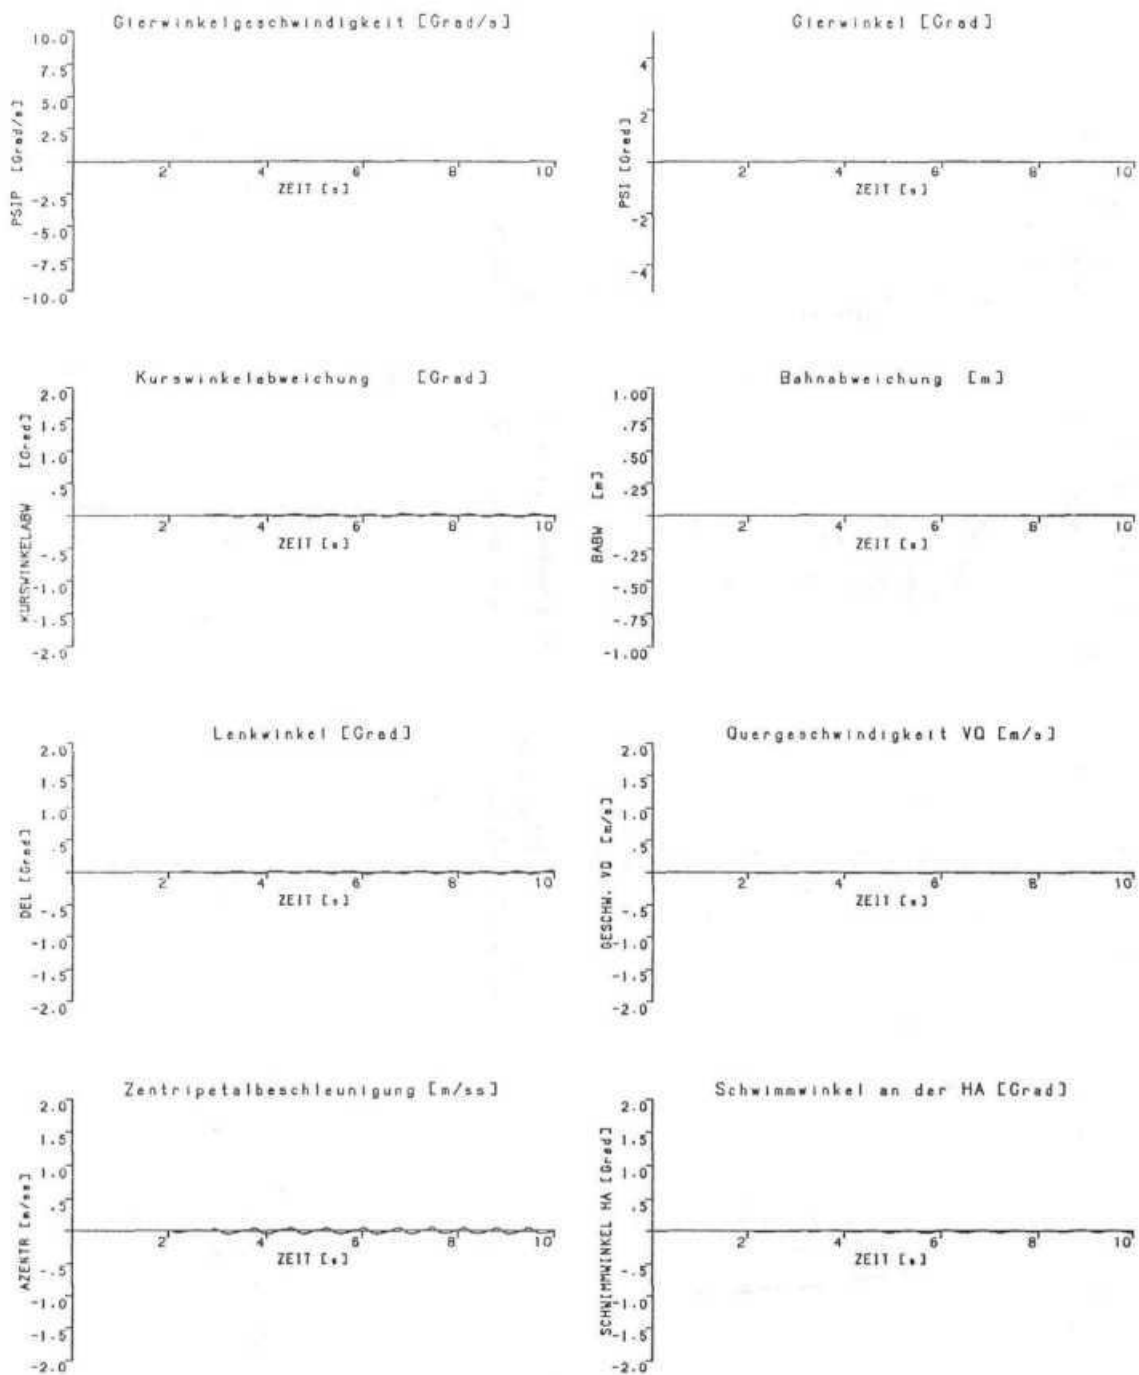 Gierwinkelgeschwindigkeit [Grad/s]
10.0
7.5
5.0
2.5
-2.5
-5.0
-7.5
-10.0
PSIP [Grad/s]
2 4 6 8 10
ZEIT [s]
Gierwinkel [Grad]
4
2
-2
-4
PSI [Grad]
2 4 6 8 10
ZEIT [s]
Kurswinkelabweichung [Grad]
2.0
1.5
1.0
.5
-.5
-1.0
-1.5
-2.0
KURSWINKELABW [Grad]
2 4 6 8 10
ZEIT [s]
Bahnabweichung [m]
1.00
.75
.50
.25
-.25
-.50
-.75
-1.00
BABW [m]
2 4 6 8 10
ZEIT [s]
Lenkwinkel [Grad]
2.0
1.5
1.0
.5
-.5
-1.0
-1.5
-2.0
DEL [Grad]
2 4 6 8 10
ZEIT [s]
Quergeschwindigkeit VQ [m/s]
2.0
1.5
1.0
.5
-.5
-1.0
-1.5
-2.0
GESCHW. VQ [m/s]
2 4 6 8 10
ZEIT [s]
Zentripetalbeschleunigung [m/ss]
2.0
1.5
1.0
.5
-.5
-1.0
-1.5
-2.0
AZENTR [m/ss]
2 4 6 8 10
ZEIT [s]
Schwimmwinkel an der HA [Grad]
2.0
1.5
1.0
.5
-.5
-1.0
-1.5
-2.0
SCHWIMMWINKEL HA [Grad]
2 4 6 8 10
ZEIT [s]